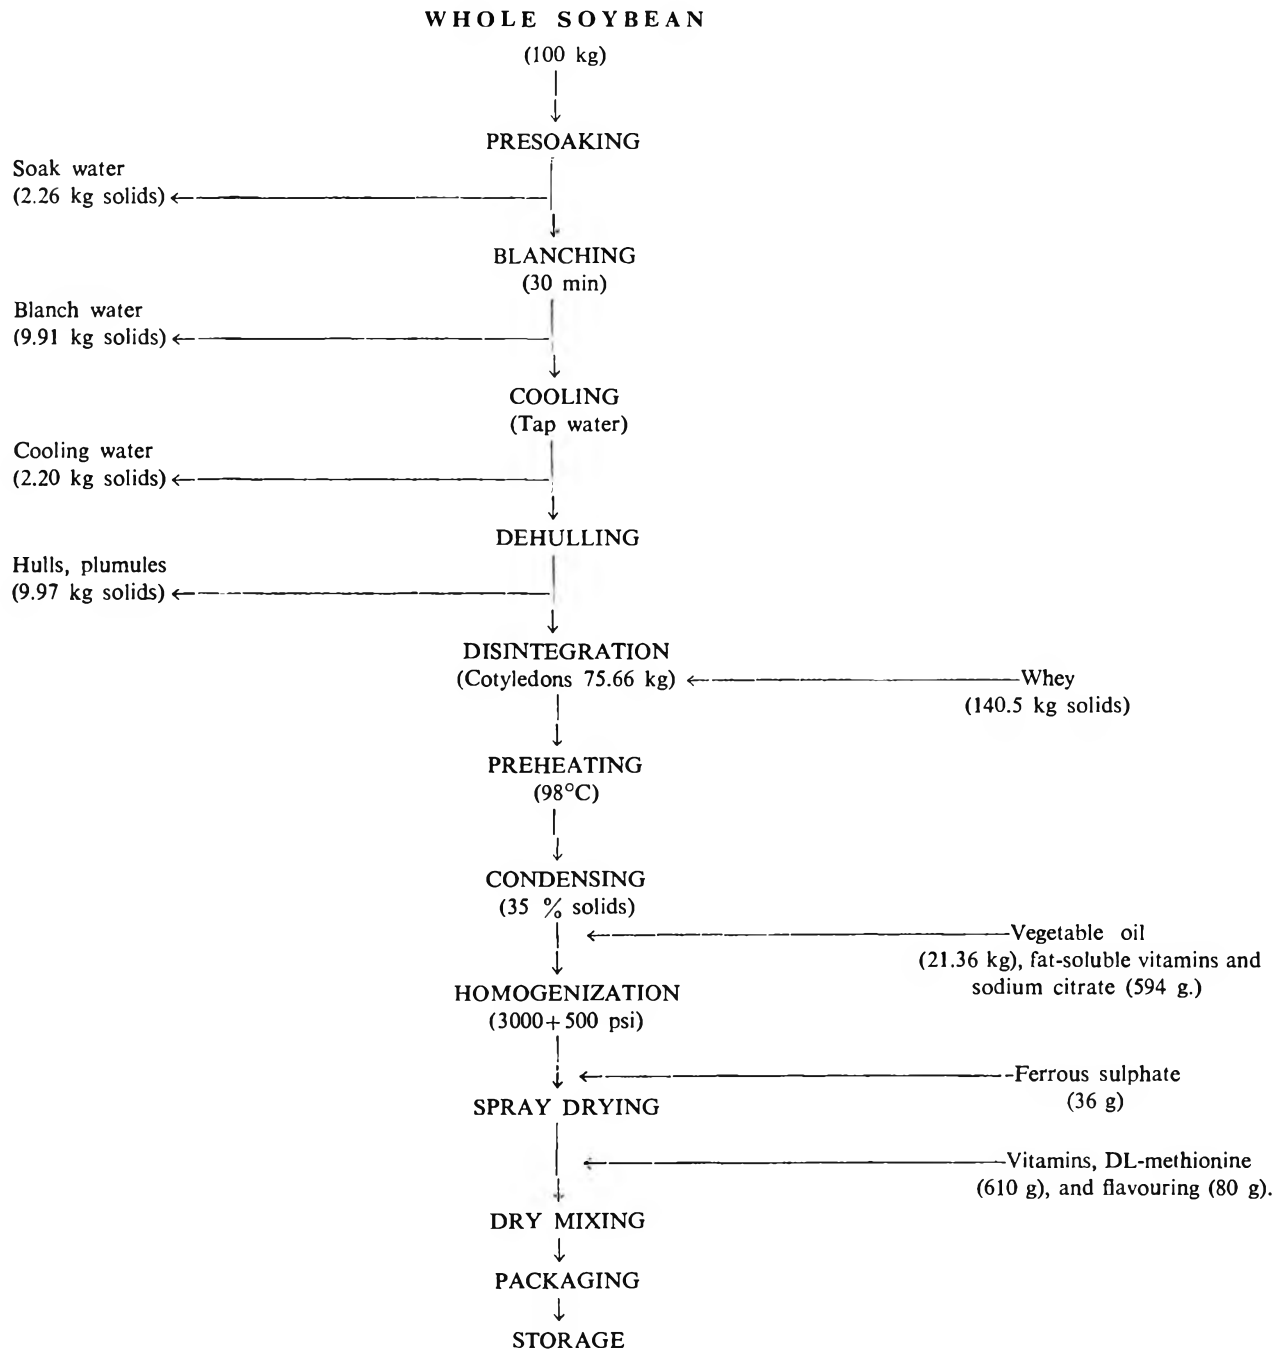 WHOLE SOYBEAN
(100 kg)
PRESOAKING
Soak water
(2.26 kg solids)
BLANCHING
(30 min)
Blanch water
(9.91 kg solids)
COOLING
(Tap water)
Cooling water
(2.20 kg solids)
DEHULLING
Hulls, plumules
(9.97 kg solids)
DISINTEGRATION
(Cotyledons 75.66 kg)
Whey
(140.5 kg solids)
PREHEATING
(98°C)
CONDENSING
(35 % solids)
Vegetable oil
(21.36 kg), fat-soluble vitamins and
sodium citrate (594 g.)
HOMOGENIZATION
(3000+500 psi)
Ferrous sulphate
(36 g)
SPRAY DRYING
Vitamins, DL-methionine
(610 g), and flavouring (80 g).
DRY MIXING
PACKAGING
STORAGE